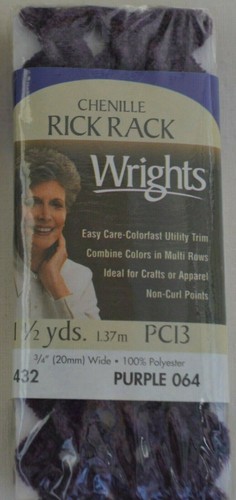 CHENILLE
RICK RACK
Wrights
Easy Care-Colorfast Utility Trim
Combine Colors in Multi Rows
Ideal for Crafts or Apparel
Non-Curl Points
1½ yds. 1.37m PC13
¾" (20mm) Wide • 100% Polyester
432 PURPLE 064